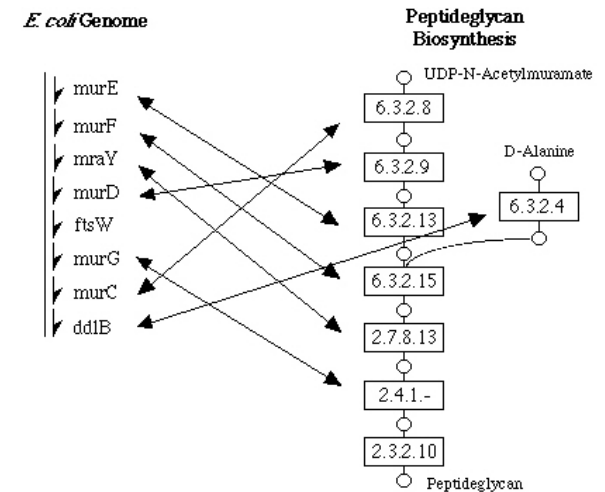 E. coli Genome
Peptideglycan
Biosynthesis
murE
murF
mraY
murD
ftsW
murG
murC
ddlB
UDP-N-Acetylmuramate
6.3.2.8
6.3.2.9
6.3.2.13
6.3.2.15
2.7.8.13
2.4.1.-
2.3.2.10
Peptideglycan
D-Alanine
6.3.2.4